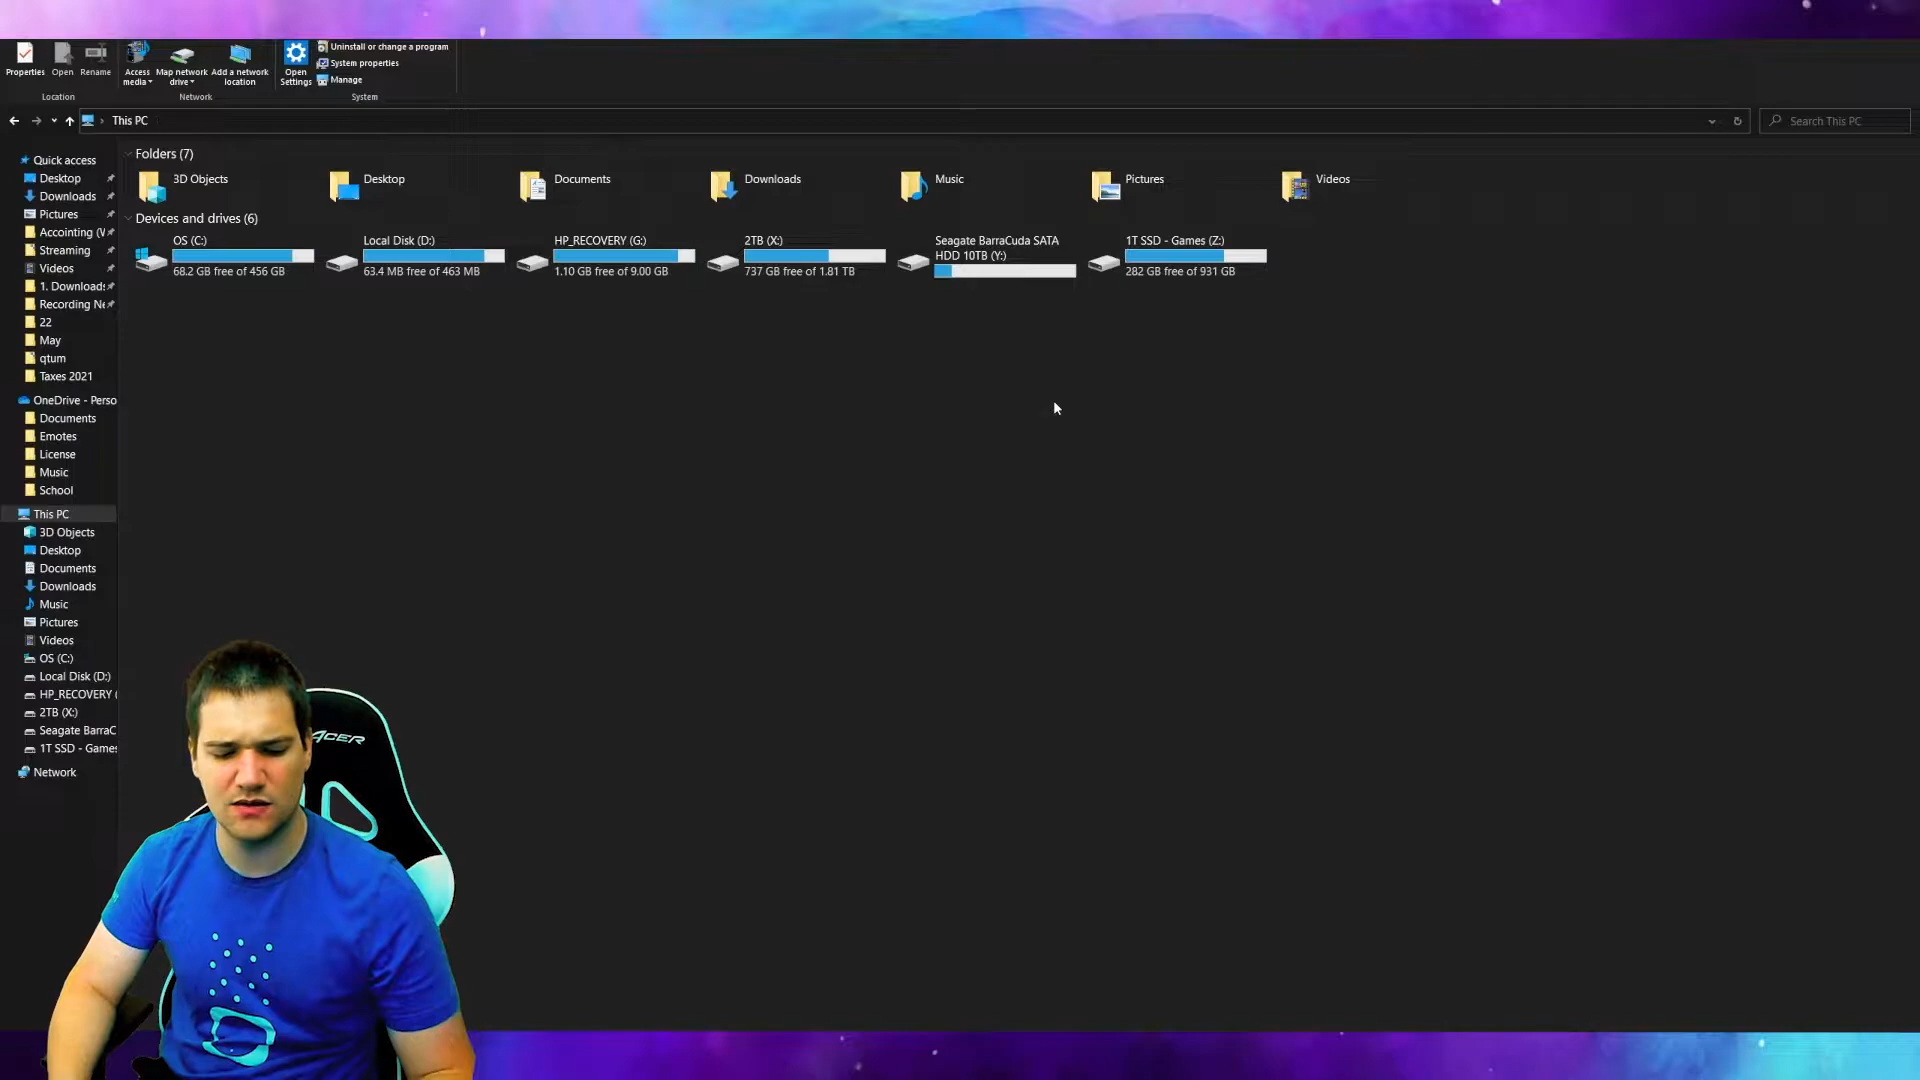 Uninstall or change a program
System properties
Manage
Properties
Open
Rename
Access media
Map network drive
Add a network location
Open Settings
Location
Network
System
This PC
Search This PC
Quick access
Desktop
Downloads
Pictures
Accointing (V
Streaming
Videos
1. Downloads
Recording Ne
22
May
qtum
Taxes 2021
OneDrive - Perso
Documents
Emotes
License
Music
School
This PC
3D Objects
Desktop
Documents
Downloads
Music
Pictures
Videos
OS (C:)
Local Disk (D:)
HP_RECOVERY (
2TB (X:)
Seagate BarraC
1T SSD - Games
Network
Folders (7)
3D Objects
Desktop
Documents
Downloads
Music
Pictures
Videos
Devices and drives (6)
OS (C:)
68.2 GB free of 456 GB
Local Disk (D:)
63.4 MB free of 463 MB
HP_RECOVERY (G:)
1.10 GB free of 9.00 GB
2TB (X:)
737 GB free of 1.81 TB
Seagate BarraCuda SATA
HDD 10TB (Y:)
1T SSD - Games (Z:)
282 GB free of 931 GB
ACER